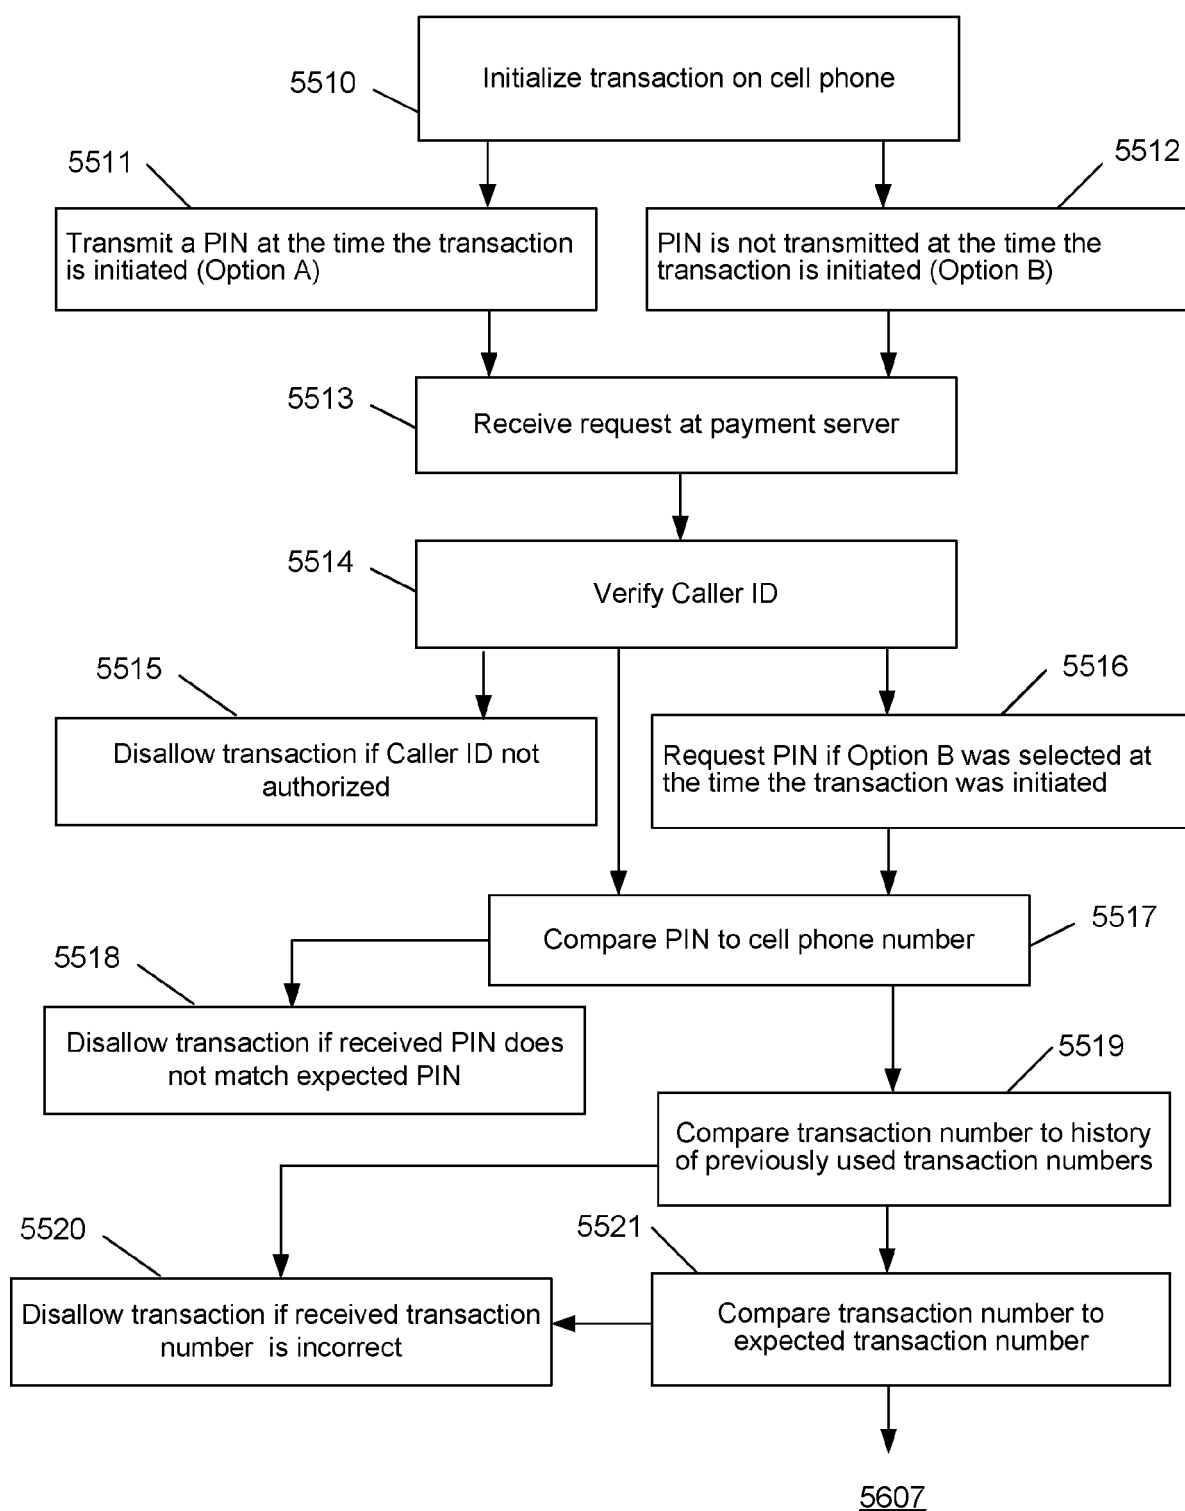 5510
Initialize transaction on cell phone
5511
5512
Transmit a PIN at the time the transaction
is initiated (Option A)
PIN is not transmitted at the time the
transaction is initiated (Option B)
5513
Receive request at payment server
5514
Verify Caller ID
5515
5516
Disallow transaction if Caller ID not
authorized
Request PIN if Option B was selected at
the time the transaction was initiated
5517
Compare PIN to cell phone number
5518
Disallow transaction if received PIN does
not match expected PIN
5519
Compare transaction number to history
of previously used transaction numbers
5520
5521
Disallow transaction if received transaction
number is incorrect
Compare transaction number to
expected transaction number
5607